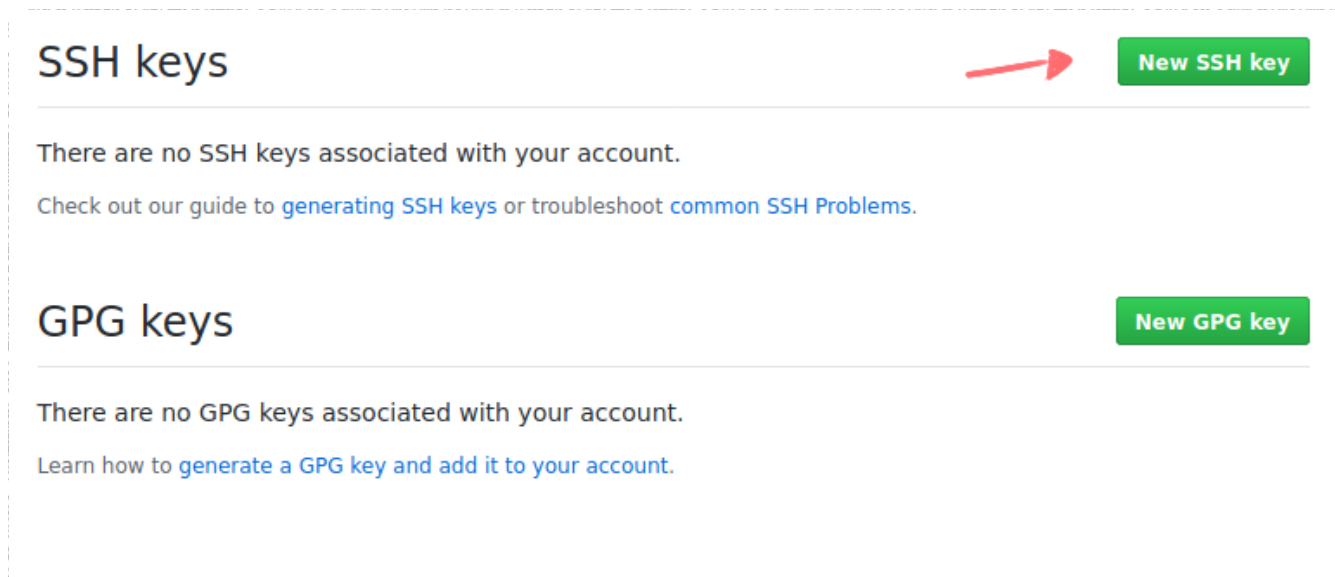 SSH keys
New SSH key
There are no SSH keys associated with your account.
Check out our guide to generating SSH keys or troubleshoot common SSH Problems.
GPG keys
New GPG key
There are no GPG keys associated with your account.
Learn how to generate a GPG key and add it to your account.